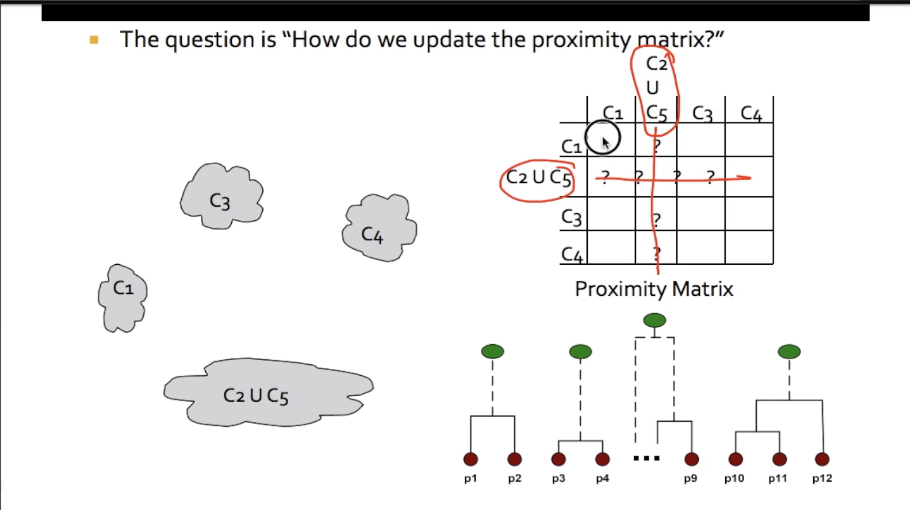 The question is “How do we update the proximity matrix?”
C2
U
C1 C5 C3 C4
C1 ?
C2 U C5 ? ? ? ?
C3 ?
C4 ?
Proximity Matrix
C3
C4
C1
C2 U C5
...
p1 p2 p3 p4 p9 p10 p11 p12